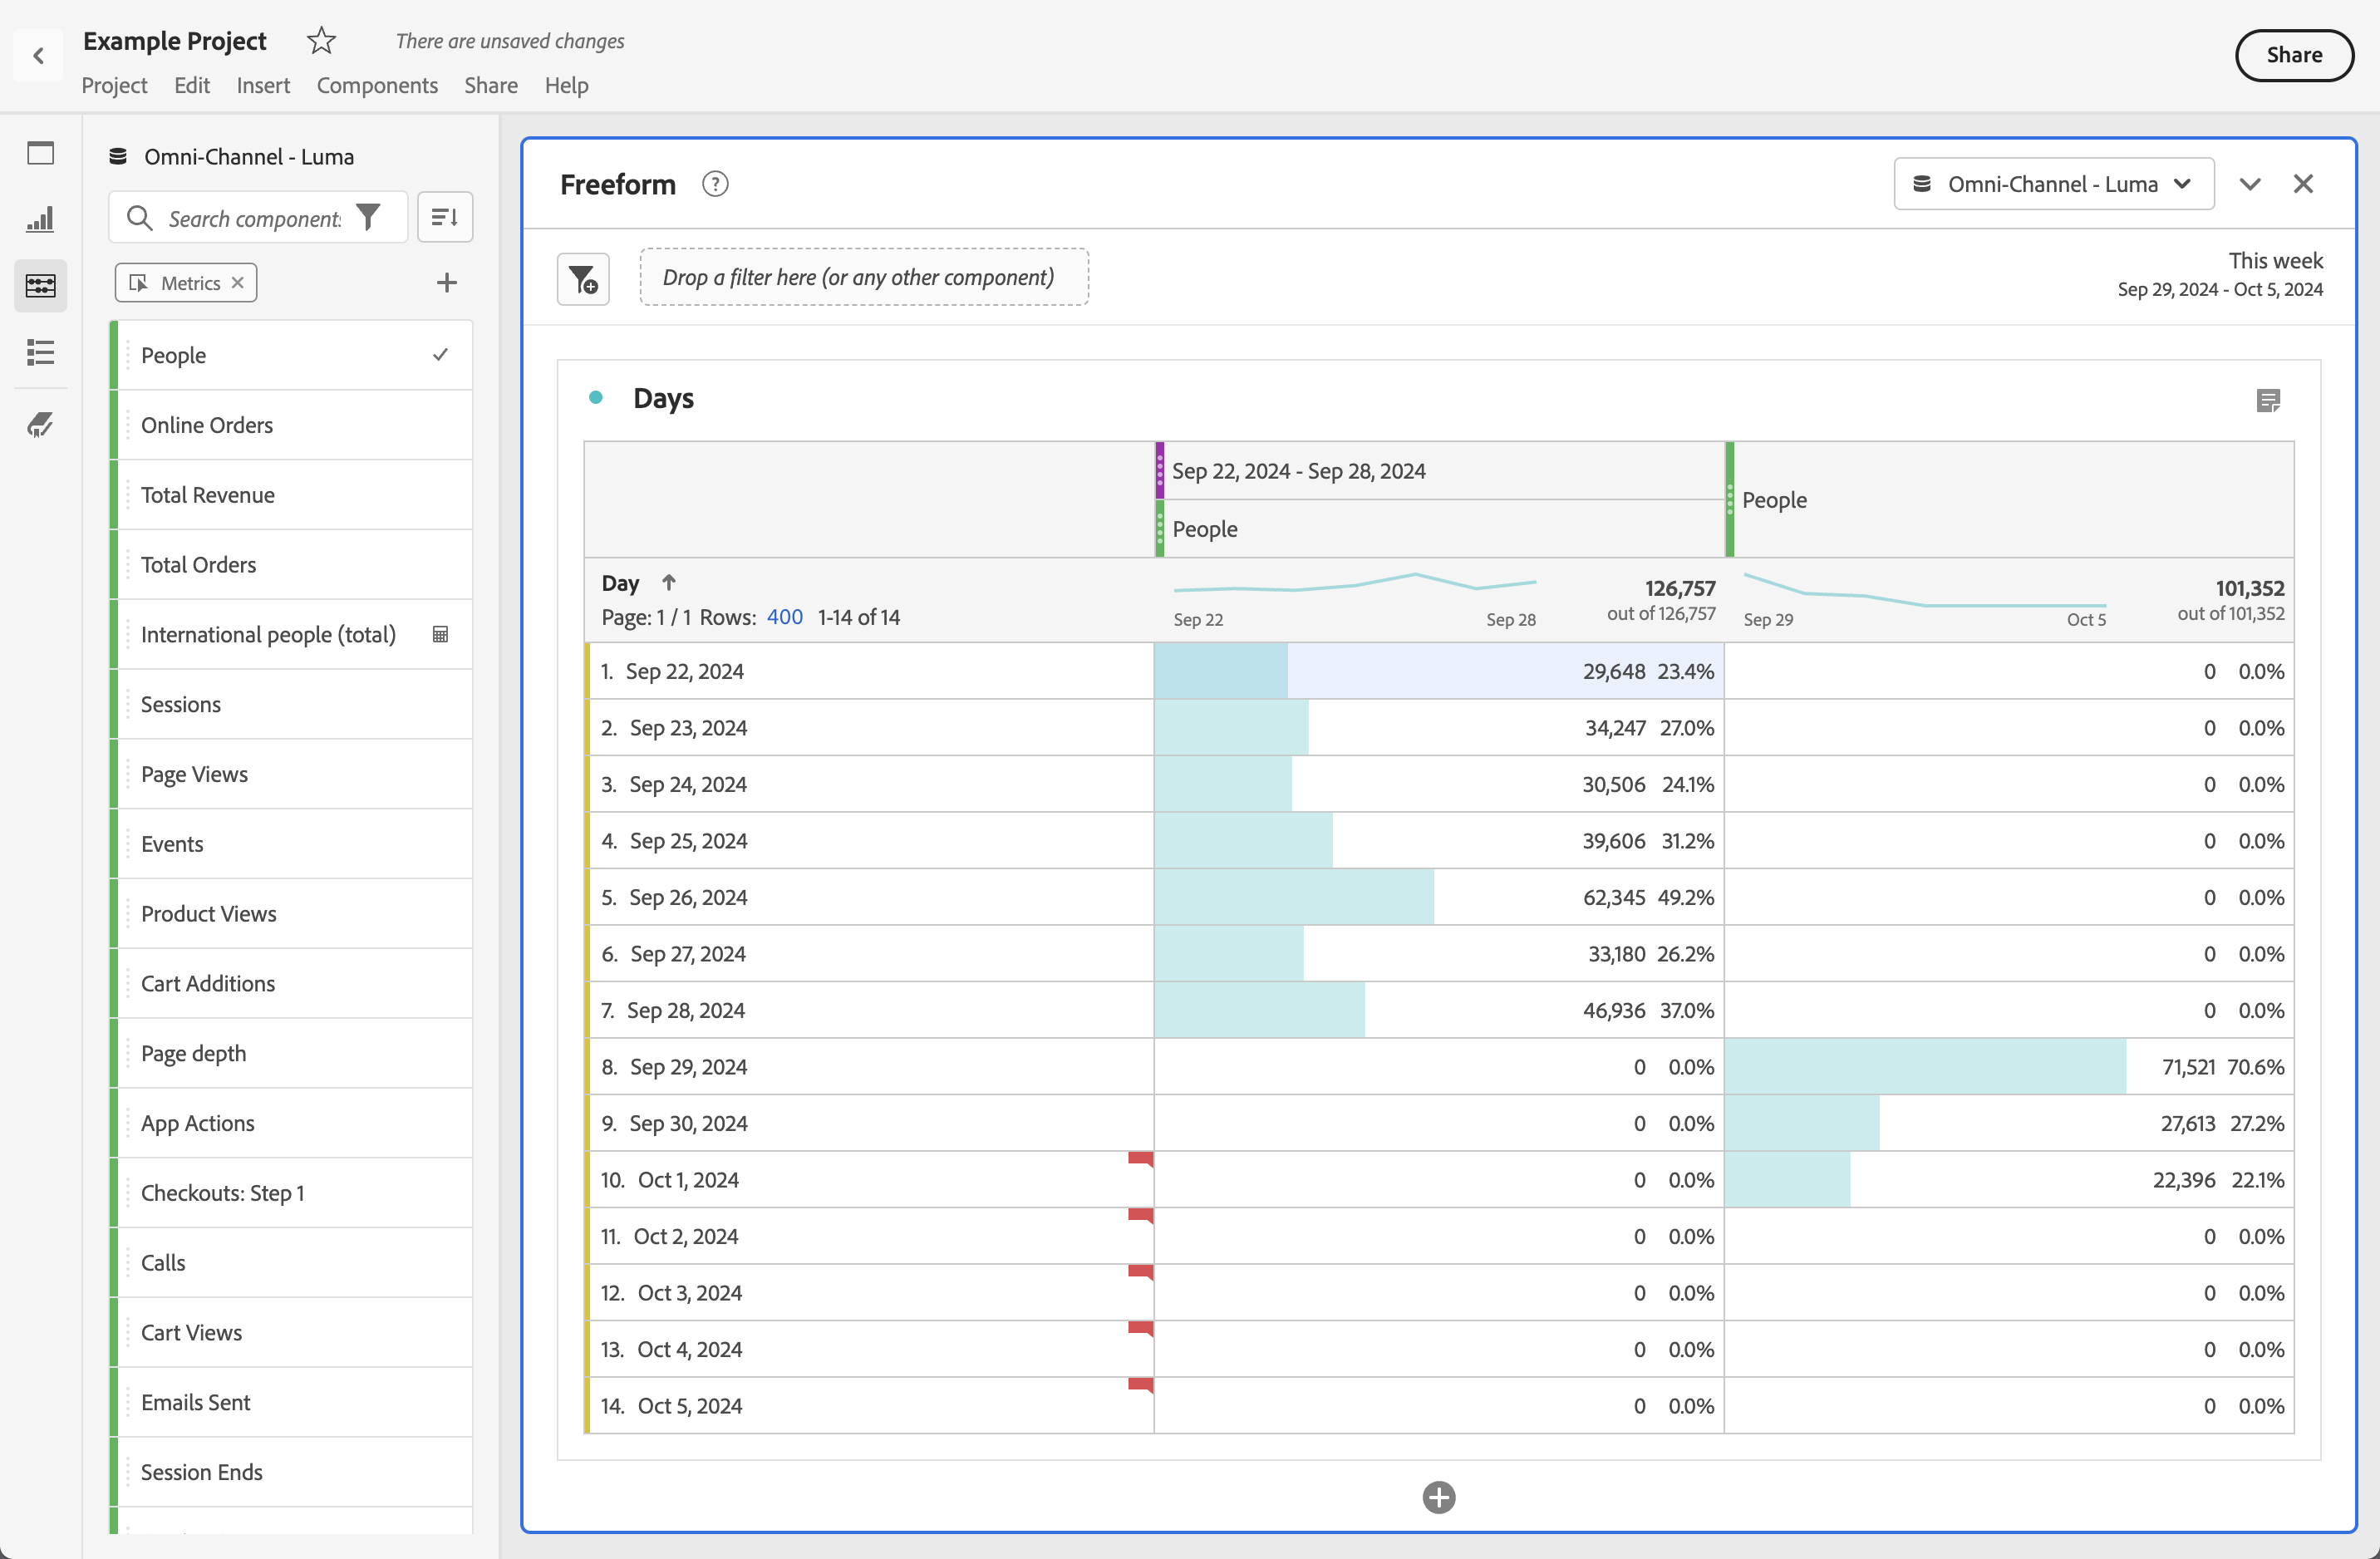 Example Project
There are unsaved changes
Share
Project Edit Insert Components Share Help
Omni-Channel - Luma
Search component
Metrics
People
Online Orders
Total Revenue
Total Orders
International people (total)
Sessions
Page Views
Events
Product Views
Cart Additions
Page depth
App Actions
Checkouts: Step 1
Calls
Cart Views
Emails Sent
Session Ends
Freeform
Omni-Channel - Luma
Drop a filter here (or any other component)
This week
Sep 29, 2024 - Oct 5, 2024
Days
Sep 22, 2024 - Sep 28, 2024
People
People
Day
Page: 1 / 1 Rows: 400 1-14 of 14
Sep 22 Sep 28
126,757
out of 126,757
Sep 29 Oct 5
101,352
out of 101,352
1. Sep 22, 2024 29,648 23.4% 0 0.0%
2. Sep 23, 2024 34,247 27.0% 0 0.0%
3. Sep 24, 2024 30,506 24.1% 0 0.0%
4. Sep 25, 2024 39,606 31.2% 0 0.0%
5. Sep 26, 2024 62,345 49.2% 0 0.0%
6. Sep 27, 2024 33,180 26.2% 0 0.0%
7. Sep 28, 2024 46,936 37.0% 0 0.0%
8. Sep 29, 2024 0 0.0% 71,521 70.6%
9. Sep 30, 2024 0 0.0% 27,613 27.2%
10. Oct 1, 2024 0 0.0% 22,396 22.1%
11. Oct 2, 2024 0 0.0% 0 0.0%
12. Oct 3, 2024 0 0.0% 0 0.0%
13. Oct 4, 2024 0 0.0% 0 0.0%
14. Oct 5, 2024 0 0.0% 0 0.0%